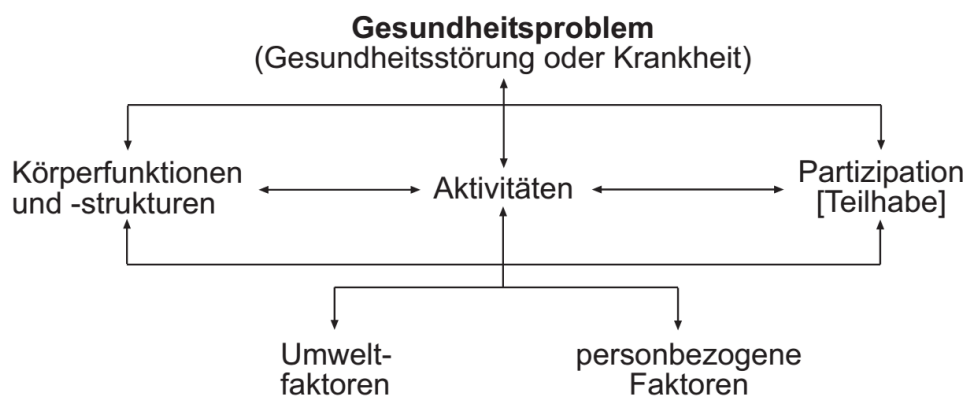 Gesundheitsproblem
(Gesundheitsstörung oder Krankheit)
Körperfunktionen
und -strukturen
Aktivitäten
Partizipation
[Teilhabe]
Umwelt-
faktoren
personbezogene
Faktoren